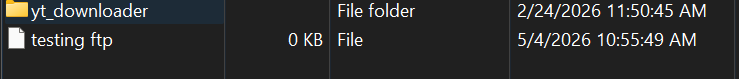 yt_downloader File folder 2/24/2026 11:50:45 AM
testing ftp 0 KB File 5/4/2026 10:55:49 AM